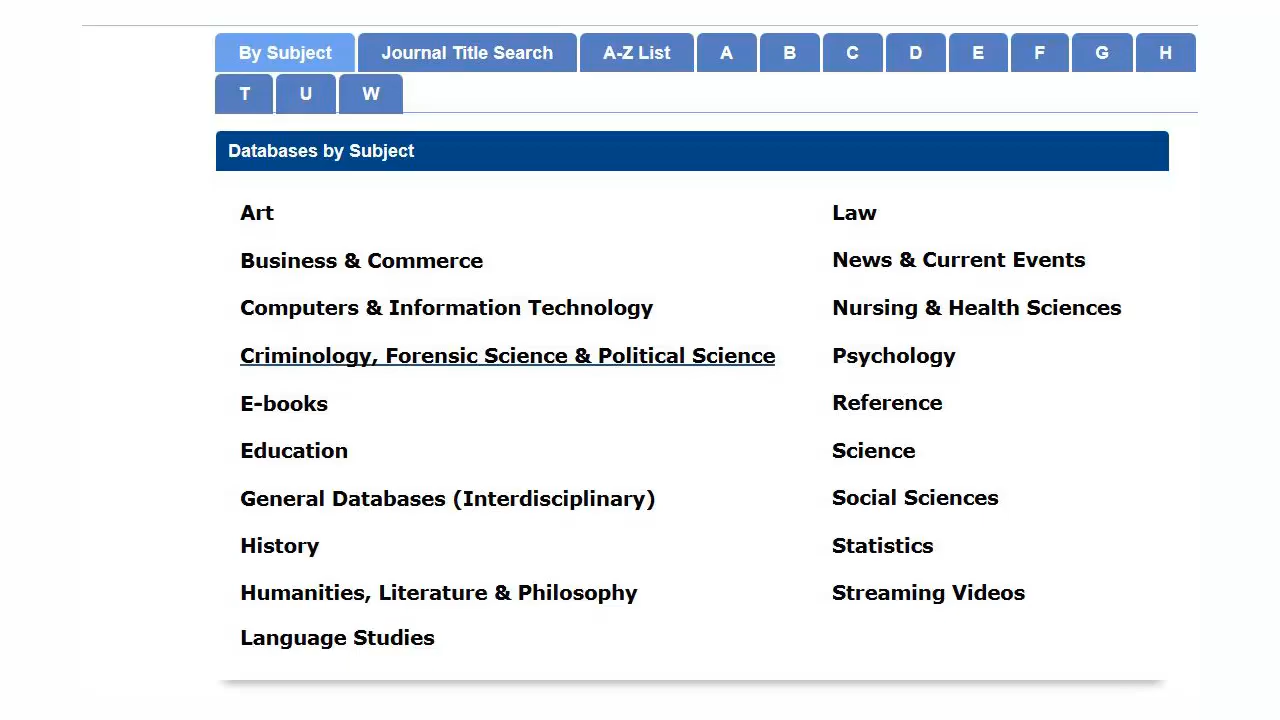 By Subject Journal Title Search A-Z List A B C D E F G H
T U W
Databases by Subject
Art
Business & Commerce
Computers & Information Technology
Criminology, Forensic Science & Political Science
E-books
Education
General Databases (Interdisciplinary)
History
Humanities, Literature & Philosophy
Language Studies
Law
News & Current Events
Nursing & Health Sciences
Psychology
Reference
Science
Social Sciences
Statistics
Streaming Videos